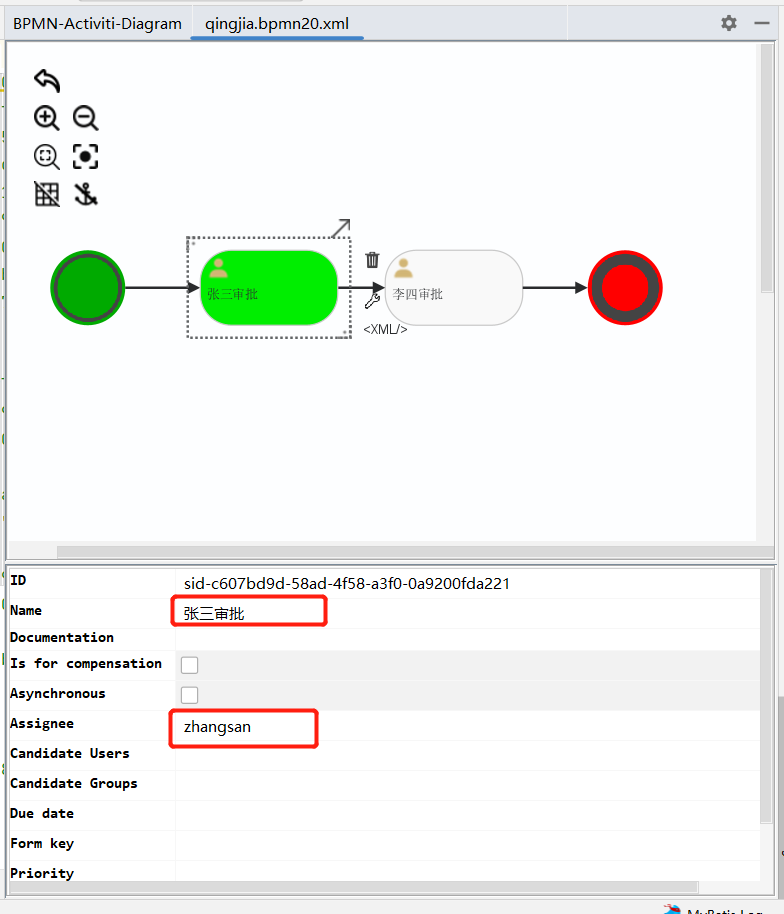 BPMN-Activiti-Diagram qingjia.bpmn20.xml
张三审批 李四审批
<XML/>
ID sid-c607bd9d-58ad-4f58-a3f0-0a9200fda221
Name 张三审批
Documentation
Is for compensation
Asynchronous
Assignee zhangsan
Candidate Users
Candidate Groups
Due date
Form key
Priority